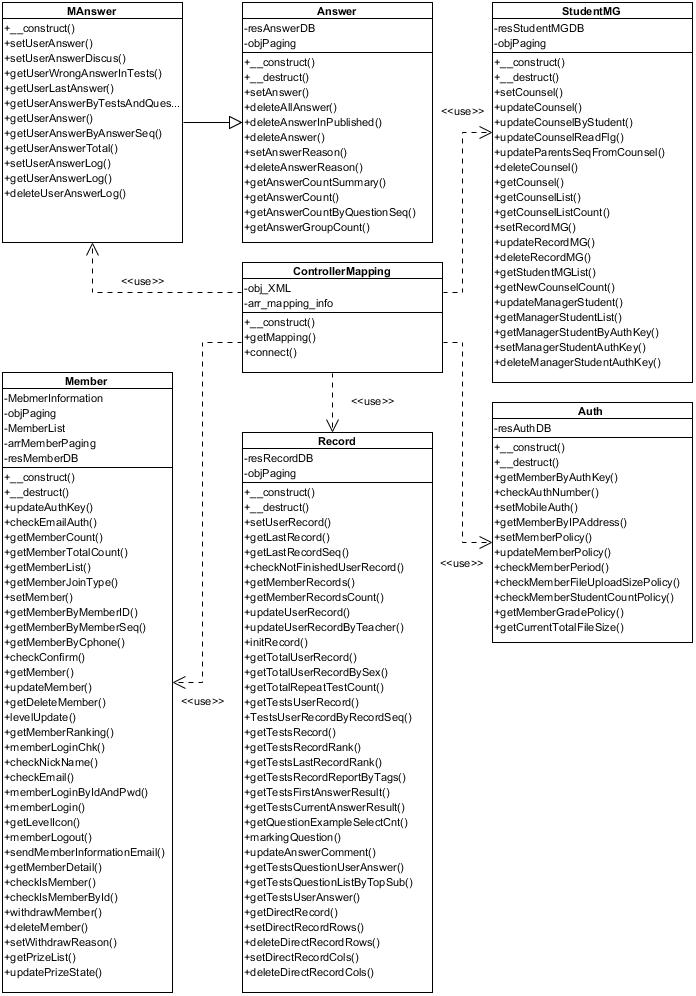 MAnswer
+__construct()
+setUserAnswer()
+setUserAnswerDiscus()
+getUserWrongAnswerInTests()
+getUserLastAnswer()
+getUserAnswerByTestsAndQues...
+getUserAnswer()
+getUserAnswerByAnswerSeq()
+getUserAnswerTotal()
+setUserAnswerLog()
+getUserAnswerLog()
+deleteUserAnswerLog()
Answer
-resAnswerDB
-objPaging
+__construct()
+__destruct()
+setAnswer()
+deleteAllAnswer()
+deleteAnswerInPublished()
+deleteAnswer()
+setAnswerReason()
+deleteAnswerReason()
+getAnswerCountSummary()
+getAnswerCount()
+getAnswerCountByQuestionSeq()
+getAnswerGroupCount()
<<use>>
StudentMG
-resStudentMGDB
-objPaging
+__construct()
+__destruct()
+setCounsel()
+updateCounsel()
+updateCounselByStudent()
+updateCounselReadFlg()
+updateParentsSeqFromCounsel()
+deleteCounsel()
+getCounsel()
+getCounselList()
+getCounselListCount()
+setRecordMG()
+updateRecordMG()
+deleteRecordMG()
+getStudentMGList()
+getNewCounselCount()
+updateManagerStudent()
+getManagerStudentList()
+getManagerStudentByAuthKey()
+setManagerStudentAuthKey()
+deleteManagerStudentAuthKey()
<<use>>
ControllerMapping
-obj_XML
-arr_mapping_info
+__construct()
+getMapping()
+connect()
<<use>>
Member
-MebmerInformation
-objPaging
-MemberList
-arrMemberPaging
-resMemberDB
+__construct()
+__destruct()
+updateAuthKey()
+checkEmailAuth()
+getMemberCount()
+getMemberTotalCount()
+getMemberList()
+getMemberJoinType()
+setMember()
+getMemberByMemberID()
+getMemberByMemberSeq()
+getMemberByCphone()
+checkConfirm()
+getMember()
+updateMember()
+getDeleteMember()
+levelUpdate()
+getMemberRanking()
+memberLoginChk()
+checkNickName()
+checkEmail()
+memberLoginByIdAndPwd()
+memberLogin()
+getLevelIcon()
+memberLogout()
+sendMemberInformationEmail()
+getMemberDetail()
+checkIsMember()
+checkIsMemberById()
+withdrawMember()
+deleteMember()
+setWithdrawReason()
+getPrizeList()
+updatePrizeState()
<<use>>
Record
-resRecordDB
-objPaging
+__construct()
+__destruct()
+setUserRecord()
+getLastRecord()
+getLastRecordSeq()
+checkNotFinishedUserRecord()
+getMemberRecords()
+getMemberRecordsCount()
+updateUserRecord()
+updateUserRecordByTeacher()
+initRecord()
+getTotalUserRecord()
+getTotalUserRecordBySex()
+getTotalRepeatTestCount()
+getTestsUserRecord()
+TestsUserRecordByRecordSeq()
+getTestsRecord()
+getTestsRecordRank()
+getTestsLastRecordRank()
+getTestsRecordReportByTags()
+getTestsFirstAnswerResult()
+getTestsCurrentAnswerResult()
+getQuestionExampleSelectCnt()
+markingQuestion()
+updateAnswerComment()
+getTestsQuestionUserAnswer()
+getTestsQuestionListByTopSub()
+getTestsUserAnswer()
+getDirectRecord()
+setDirectRecordRows()
+deleteDirectRecordRows()
+setDirectRecordCols()
+deleteDirectRecordCols()
<<use>>
Auth
-resAuthDB
+__construct()
+__destruct()
+getMemberByAuthKey()
+checkAuthNumber()
+setMobileAuth()
+getMemberByIPAddress()
+setMemberPolicy()
+updateMemberPolicy()
+checkMemberPeriod()
+checkMemberFileUploadSizePolicy()
+checkMemberStudentCountPolicy()
+getMemberGradePolicy()
+getCurrentTotalFileSize()